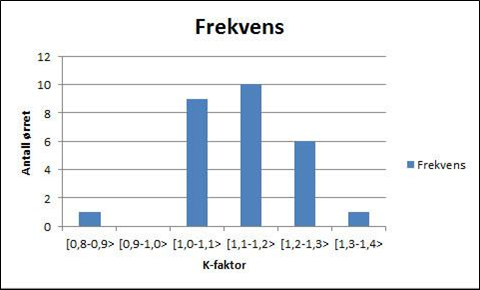 Frekvens
Antall ørret
12
10
8
6
4
2
0
[0,8-0,9> [0,9-1,0> [1,0-1,1> [1,1-1,2> [1,2-1,3> [1,3-1,4>
K-faktor
Frekvens